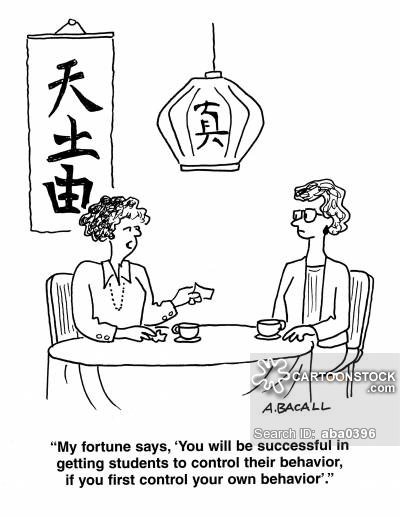 天
土
由
真
A.BACALL
CARTOONSTOCK
.com
Search ID: aba0396
“My fortune says, ‘You will be successful in
getting students to control their behavior,
if you first control your own behavior’.”